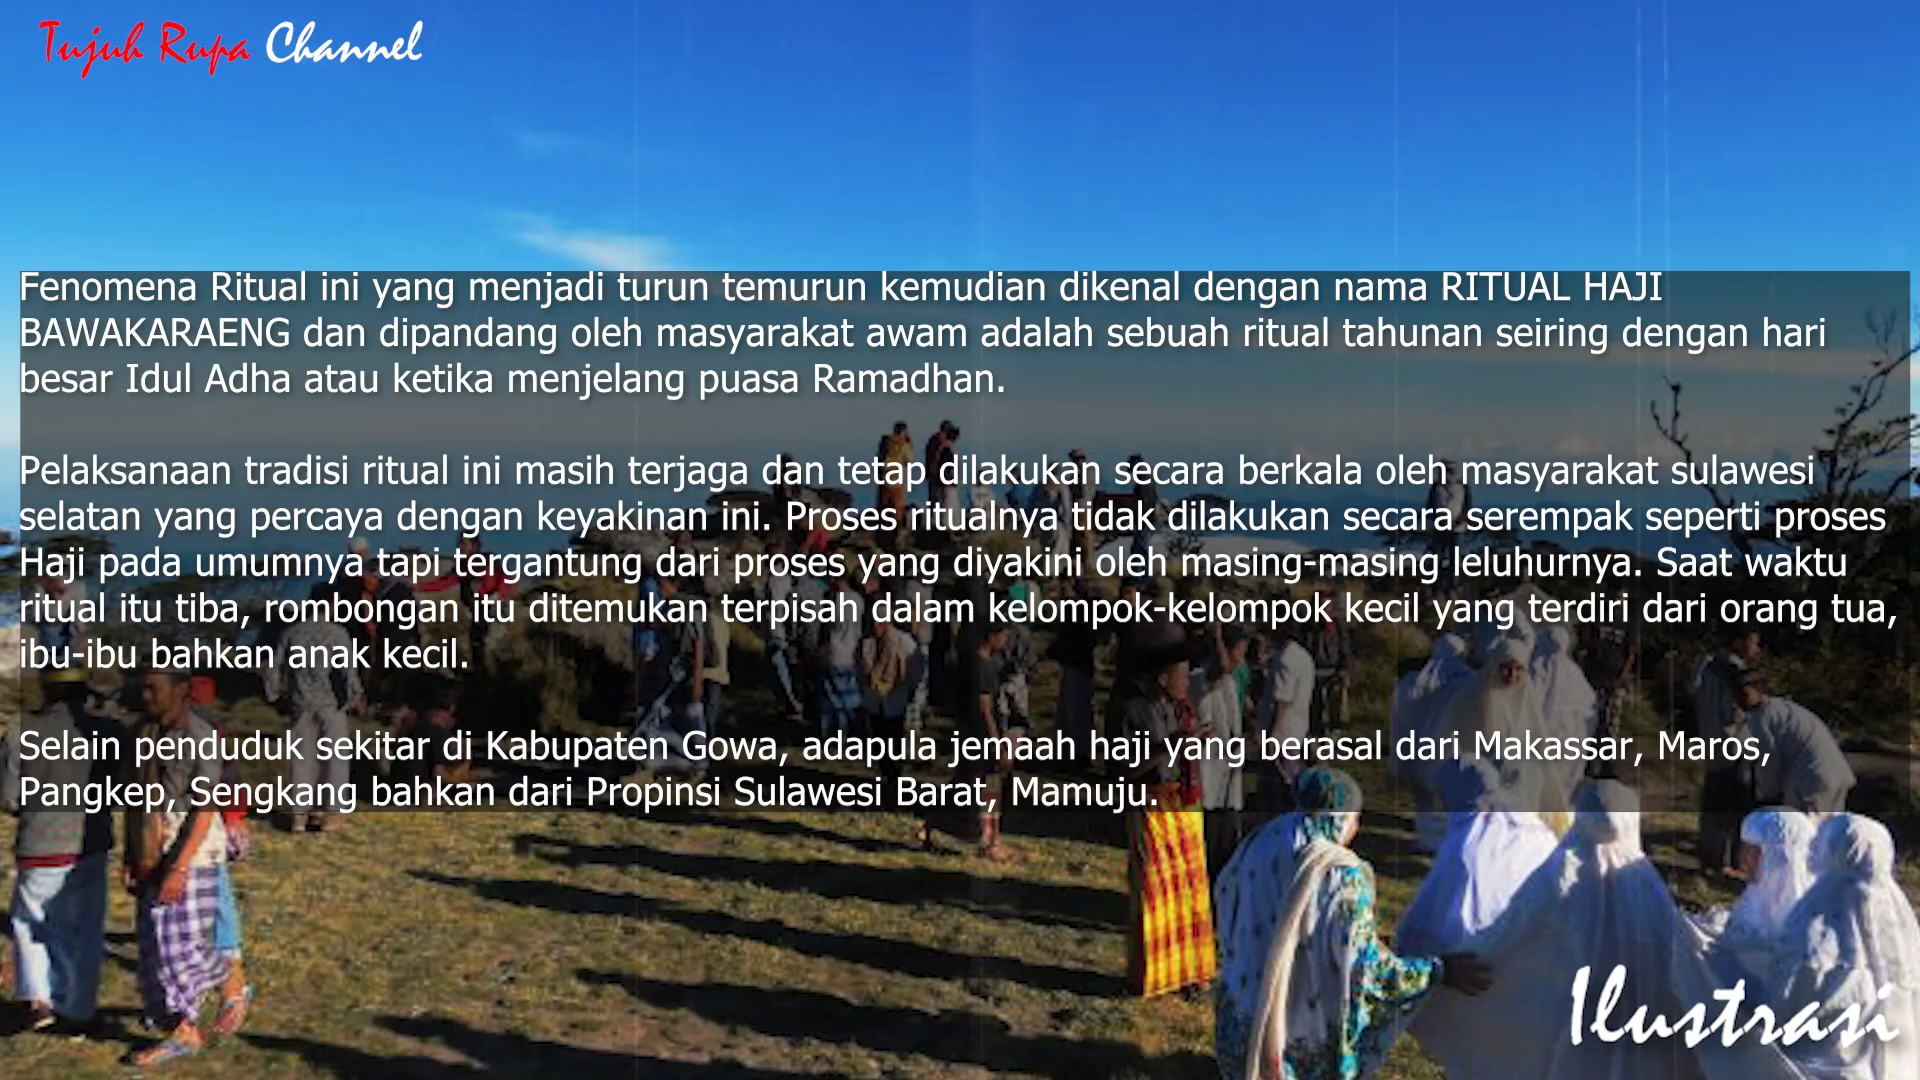 Tujuh Rupa Channel
Fenomena Ritual ini yang menjadi turun temurun kemudian dikenal dengan nama RITUAL HAJI
BAWAKARAENG dan dipandang oleh masyarakat awam adalah sebuah ritual tahunan seiring dengan hari
besar Idul Adha atau ketika menjelang puasa Ramadhan.
Pelaksanaan tradisi ritual ini masih terjaga dan tetap dilakukan secara berkala oleh masyarakat sulawesi
selatan yang percaya dengan keyakinan ini. Proses ritualnya tidak dilakukan secara serempak seperti proses
Haji pada umumnya tapi tergantung dari proses yang diyakini oleh masing-masing leluhurnya. Saat waktu
ritual itu tiba, rombongan itu ditemukan terpisah dalam kelompok-kelompok kecil yang terdiri dari orang tua,
ibu-ibu bahkan anak kecil.
Selain penduduk sekitar di Kabupaten Gowa, adapula jemaah haji yang berasal dari Makassar, Maros,
Pangkep, Sengkang bahkan dari Propinsi Sulawesi Barat, Mamuju.
Ilustrasi